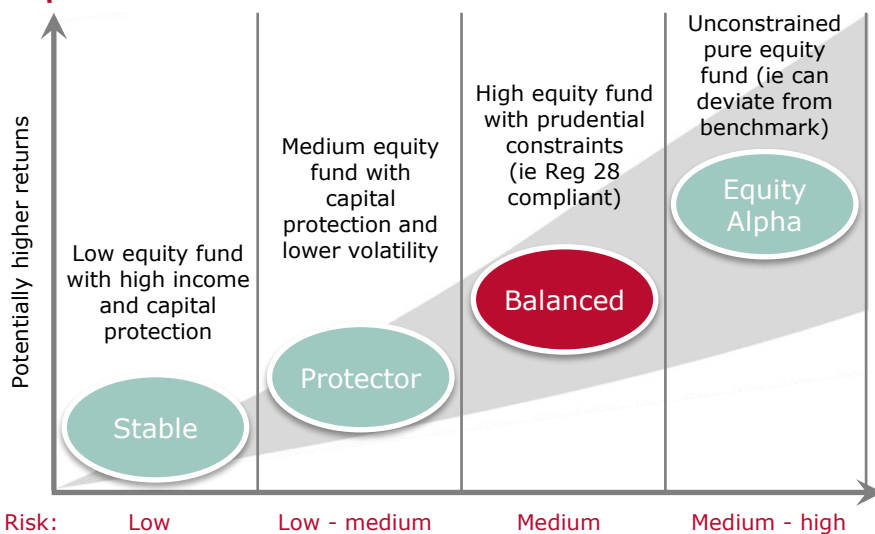 Potentially higher returns
Low equity fund
with high income
and capital
protection
Stable
Medium equity
fund with
capital
protection and
lower volatility
Protector
High equity fund
with prudential
constraints
(ie Reg 28
compliant)
Balanced
Unconstrained
pure equity
fund (ie can
deviate from
benchmark)
Equity
Alpha
Risk:
Low
Low - medium
Medium
Medium - high